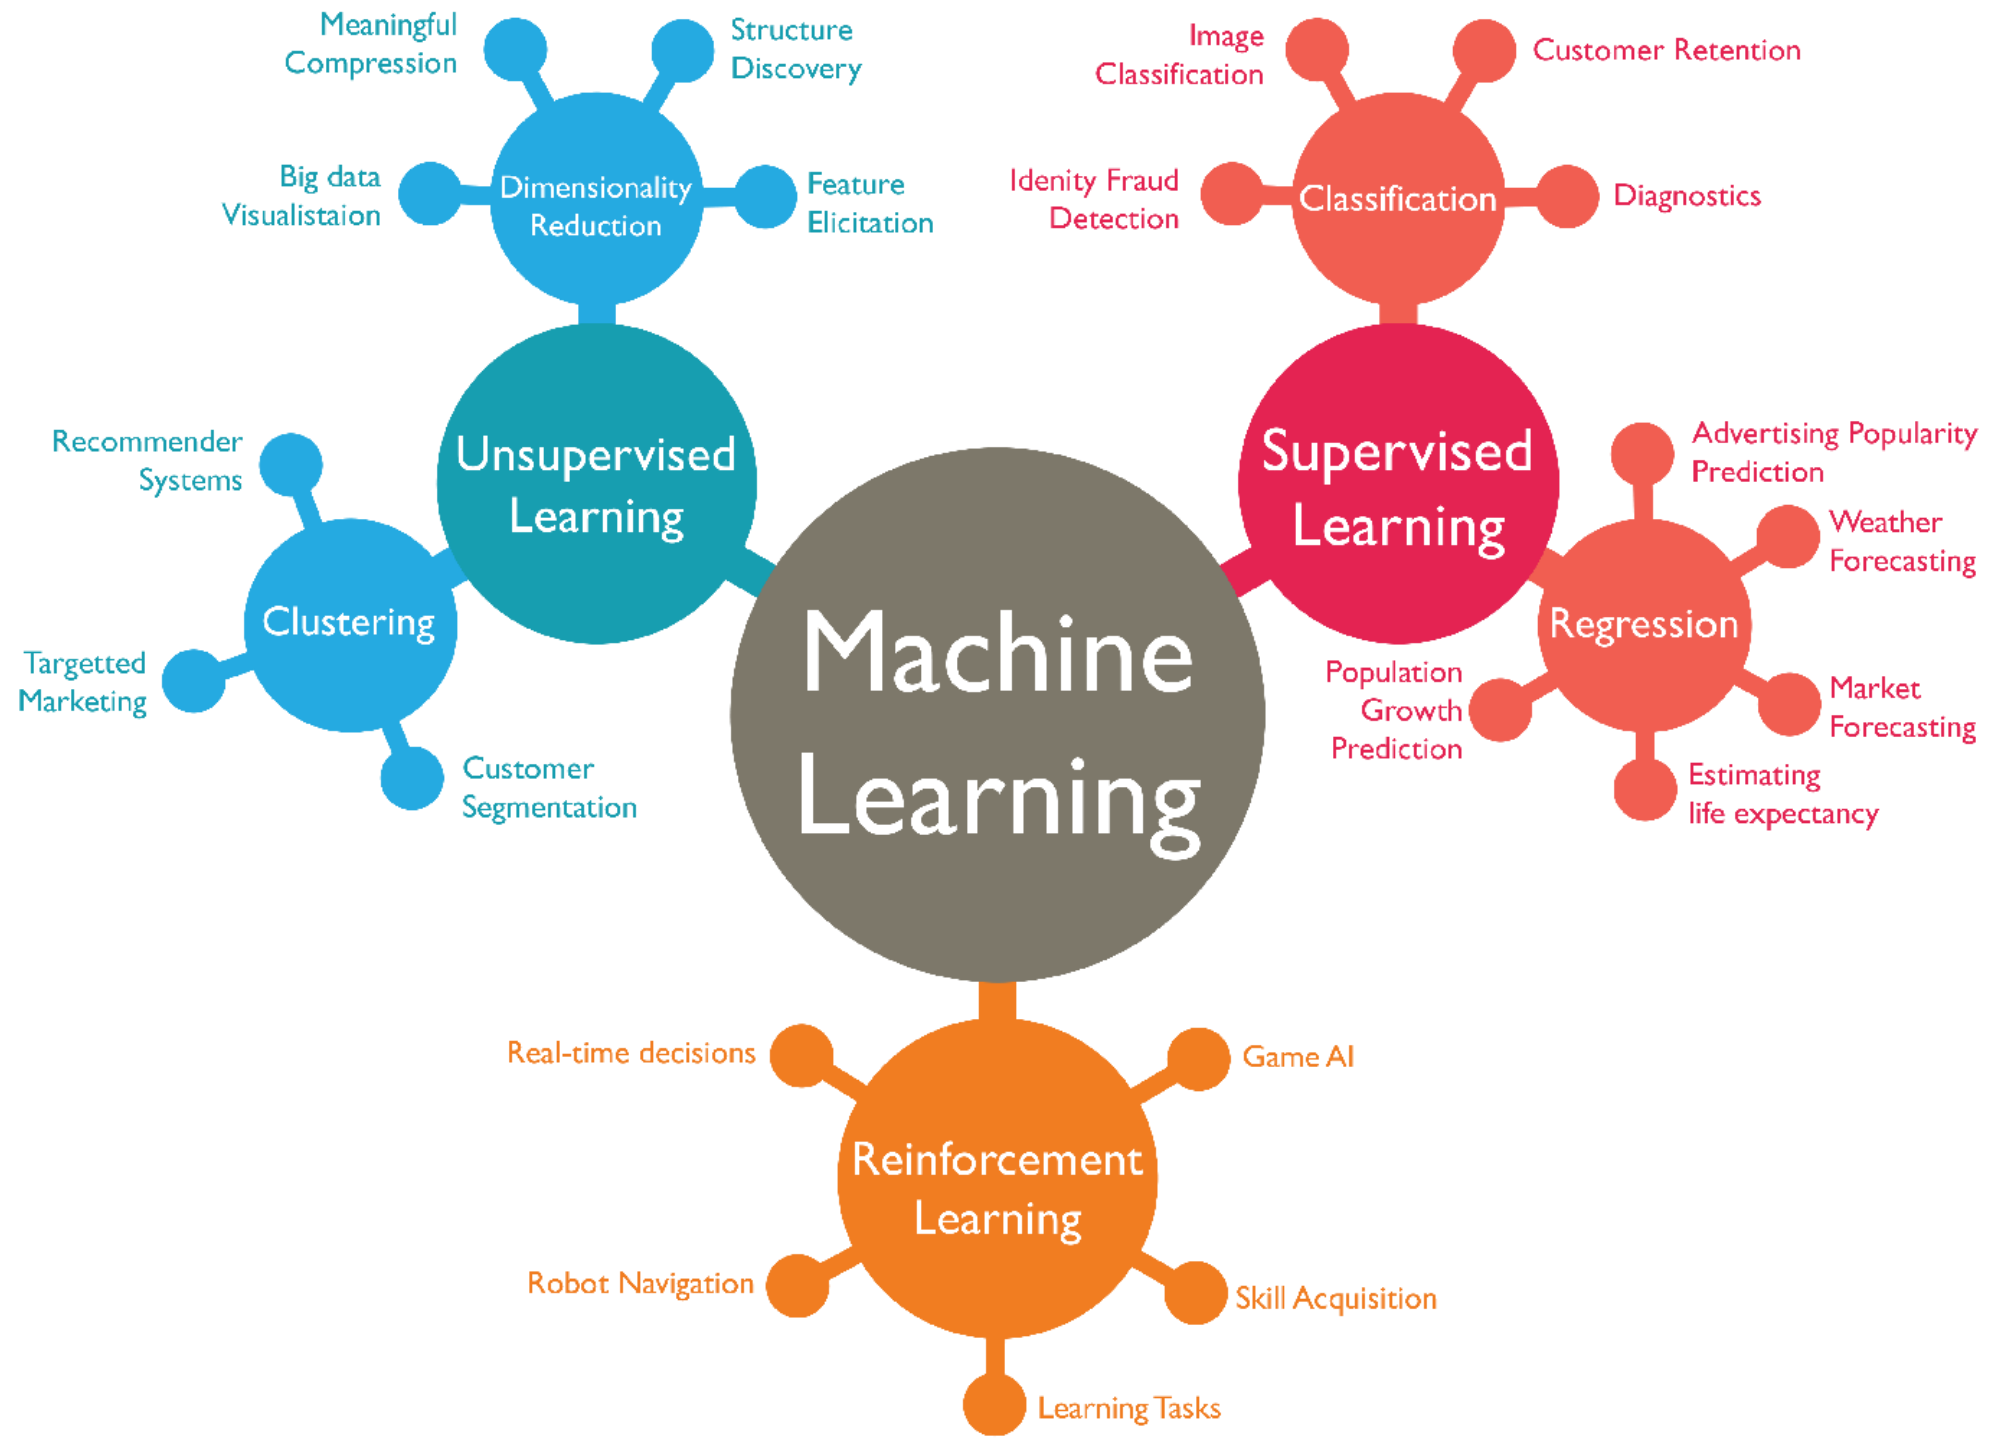 Meaningful
Compression
Structure
Discovery
Big data
Visualistaion
Dimensionality
Reduction
Feature
Elicitation
Image
Classification
Customer Retention
Idenity Fraud
Detection
Classification
Diagnostics
Recommender
Systems
Unsupervised
Learning
Clustering
Targetted
Marketing
Customer
Segmentation
Machine
Learning
Supervised
Learning
Advertising Popularity
Prediction
Weather
Forecasting
Regression
Population
Growth
Prediction
Market
Forecasting
Estimating
life expectancy
Real-time decisions
Game AI
Reinforcement
Learning
Robot Navigation
Skill Acquisition
Learning Tasks